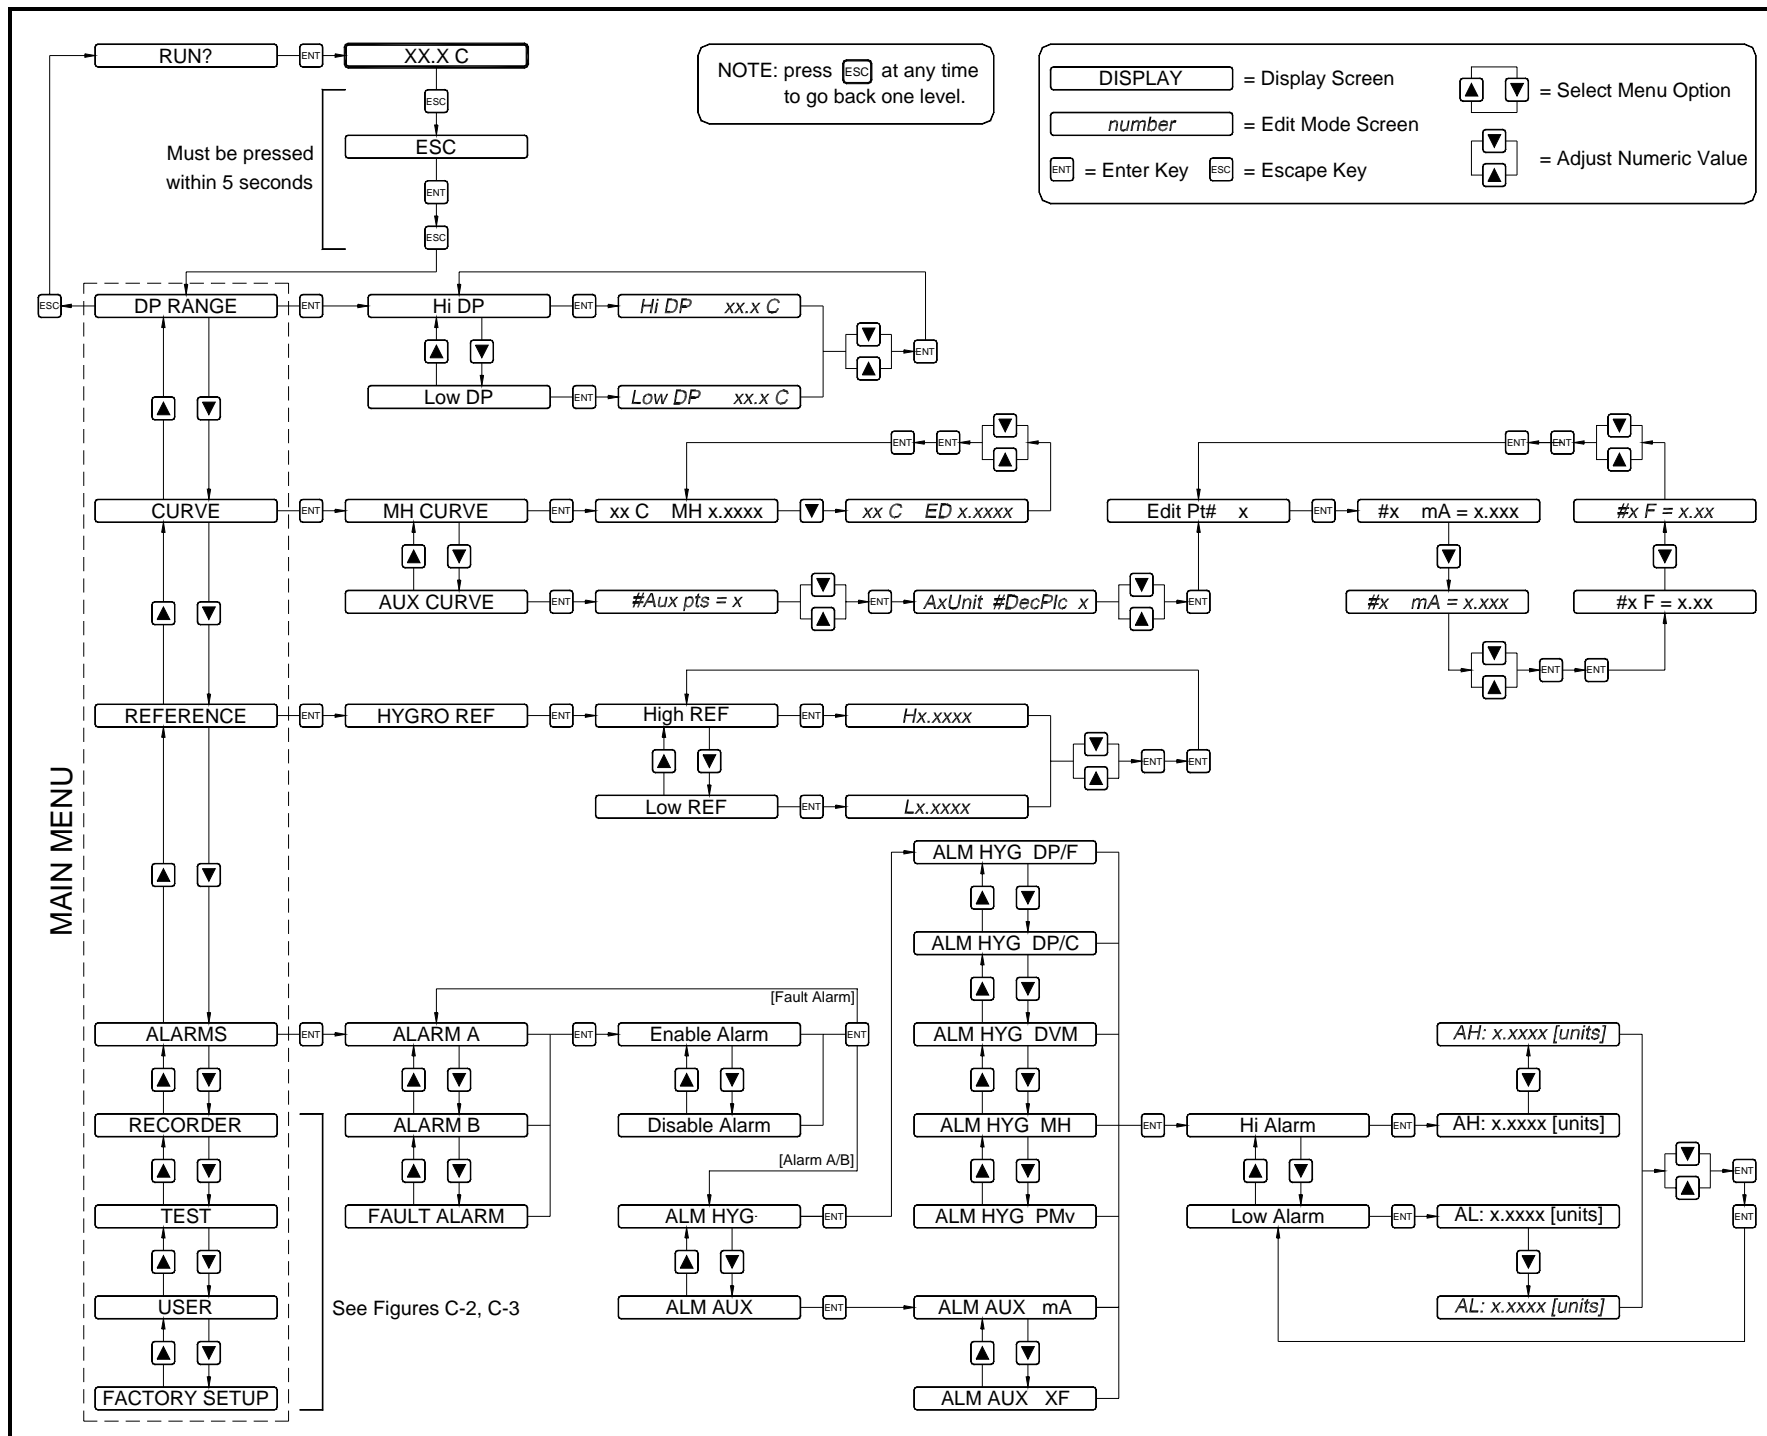 RUN?
ENT
XX.X C
NOTE: press ESC at any time
to go back one level.
DISPLAY
= Display Screen
= Select Menu Option
number
= Edit Mode Screen
ENT = Enter Key
ESC = Escape Key
= Adjust Numeric Value
ESC
ESC
ENT
ESC
Must be pressed
within 5 seconds
MAIN MENU
ESC
DP RANGE
ENT
Hi DP
ENT
Hi DP xx.x C
Low DP
ENT
Low DP xx.x C
ENT
CURVE
ENT
MH CURVE
ENT
xx C MH x.xxxx
xx C ED x.xxxx
ENT
ENT
AUX CURVE
ENT
#Aux pts = x
ENT
AxUnit #DecPlc x
ENT
Edit Pt# x
ENT
#x mA = x.xxx
#x mA = x.xxx
ENT
ENT
#x F = x.xx
#x F = x.xx
ENT
ENT
REFERENCE
ENT
HYGRO REF
ENT
High REF
ENT
Hx.xxxx
Low REF
ENT
Lx.xxxx
ENT
ENT
ALARMS
ENT
ALARM A
ALARM B
FAULT ALARM
ENT
Enable Alarm
Disable Alarm
ENT
[Fault Alarm]
[Alarm A/B]
ALM HYG
ENT
ALM AUX
ENT
ALM HYG DP/F
ALM HYG DP/C
ALM HYG DVM
ALM HYG MH
ALM HYG PMv
ALM AUX mA
ALM AUX XF
ENT
Hi Alarm
ENT
AH: x.xxxx [units]
AH: x.xxxx [units]
Low Alarm
ENT
AL: x.xxxx [units]
AL: x.xxxx [units]
ENT
ENT
RECORDER
TEST
USER
FACTORY SETUP
See Figures C-2, C-3